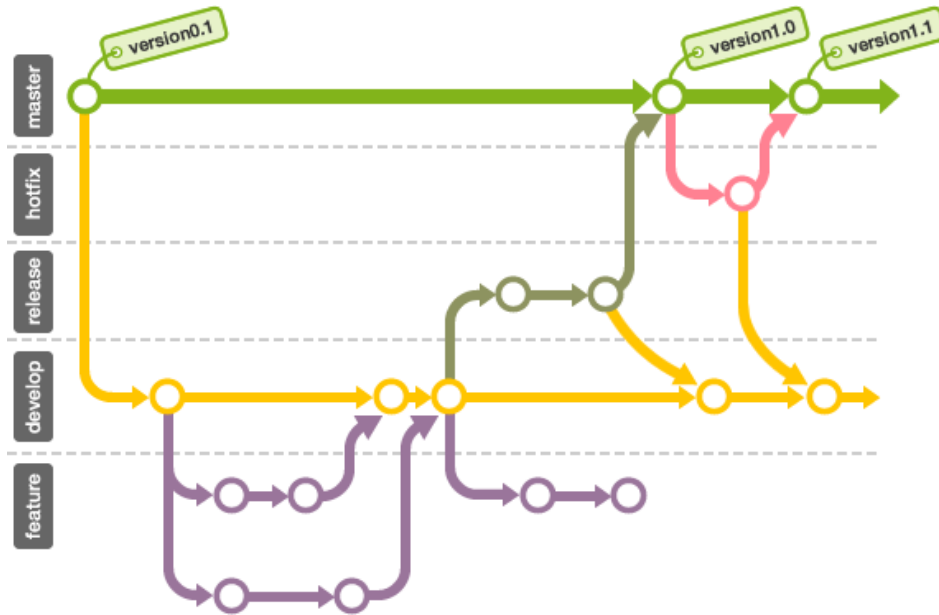 version0.1
version1.0
version1.1
master
hotfix
release
develop
feature